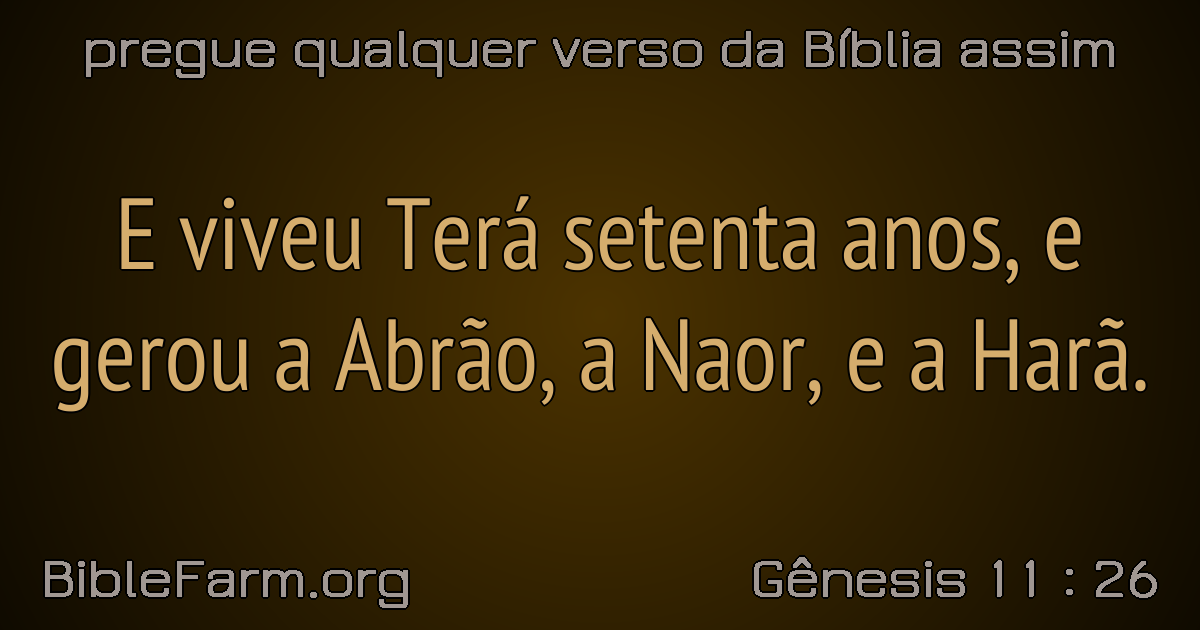 pregue qualquer verso da Bíblia assim
E viveu Terá setenta anos, e
gerou a Abrão, a Naor, e a Harã.
BibleFarm.org
Gênesis 11 : 26